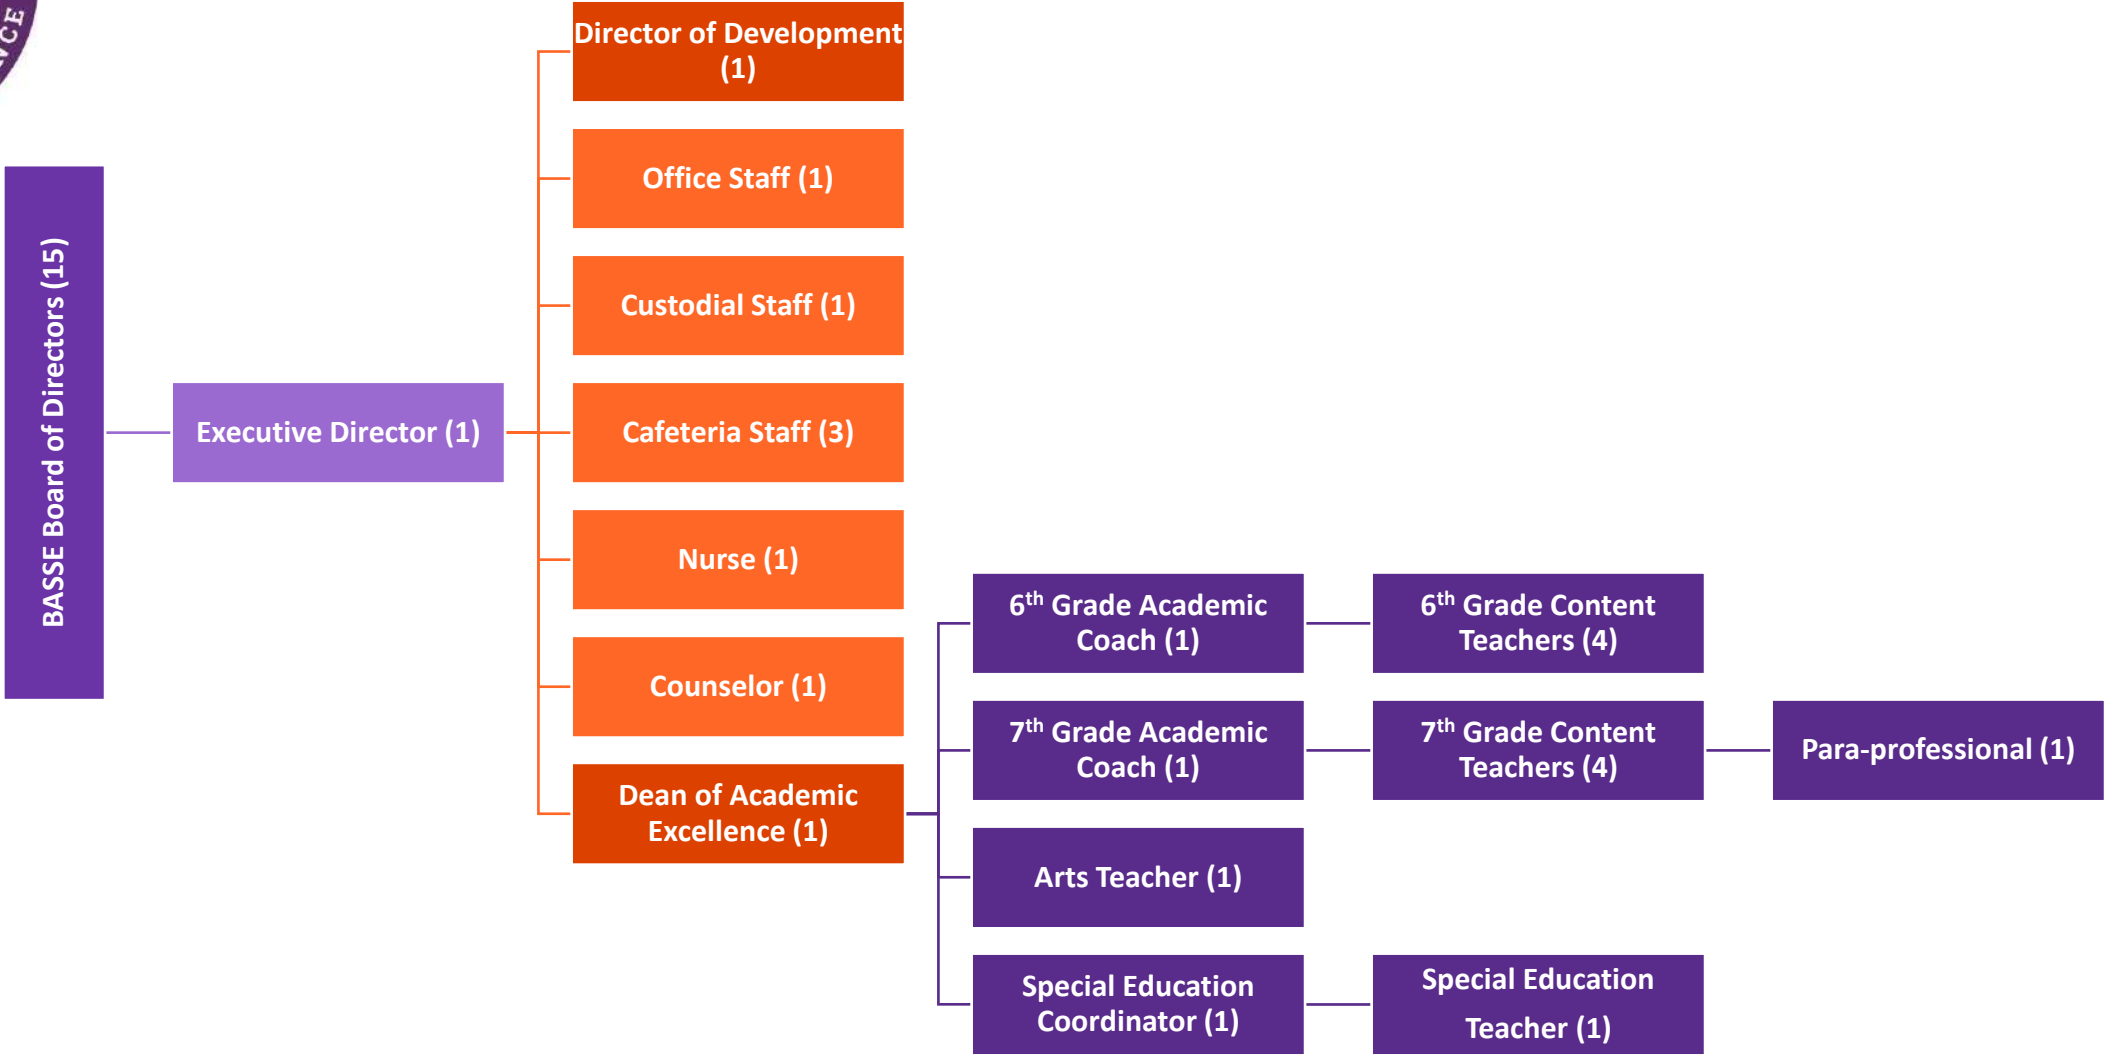 BASSE Board of Directors (15)
Executive Director (1)
Director of Development
(1)
Office Staff (1)
Custodial Staff (1)
Cafeteria Staff (3)
Nurse (1)
Counselor (1)
Dean of Academic
Excellence (1)
6th Grade Academic
Coach (1)
6th Grade Content
Teachers (4)
7th Grade Academic
Coach (1)
7th Grade Content
Teachers (4)
Para-professional (1)
Arts Teacher (1)
Special Education
Coordinator (1)
Special Education
Teacher (1)